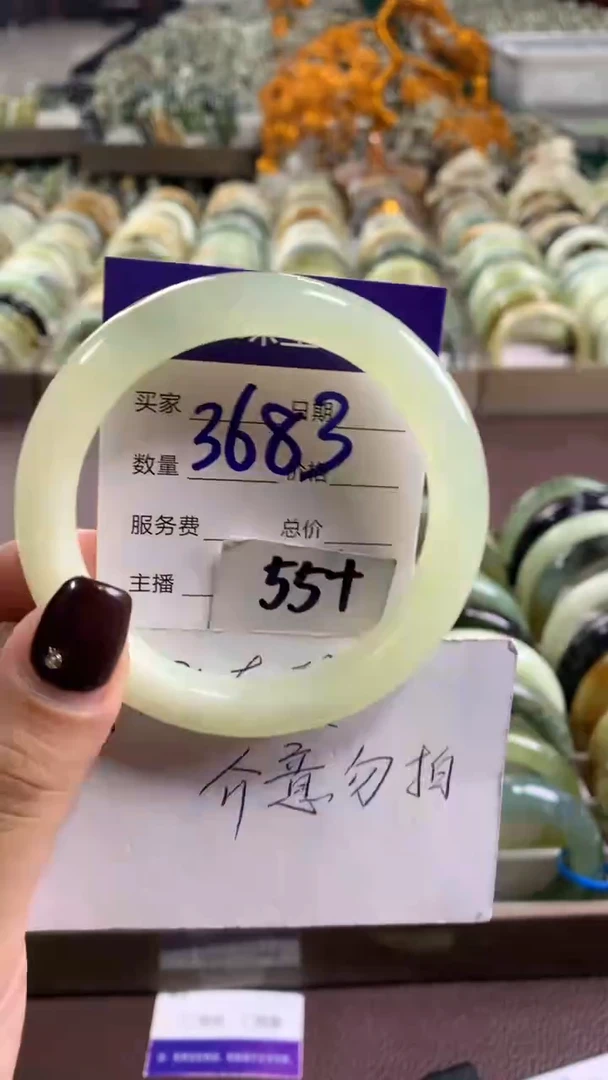 买家 日期
3683
数量 价格
服务费 总价
主播 55+
介意勿拍